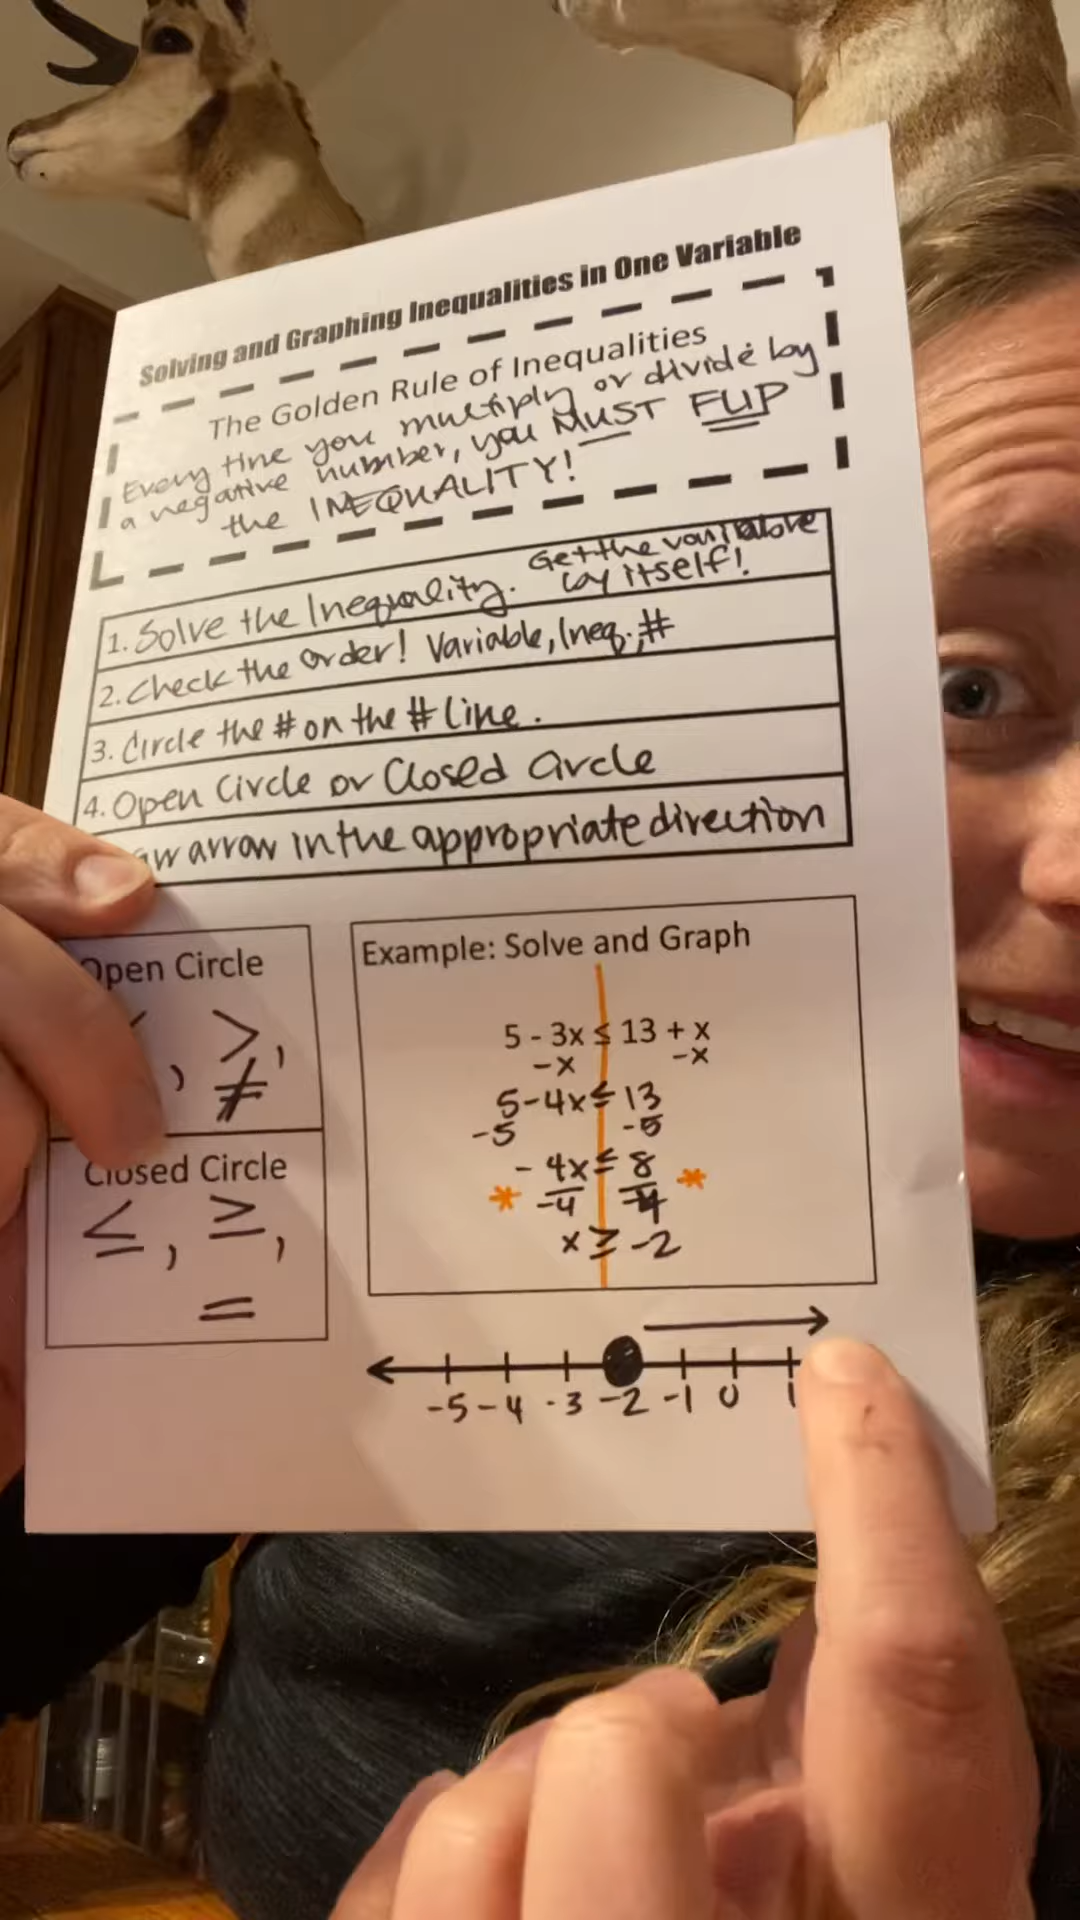 Solving and Graphing Inequalities in One Variable
The Golden Rule of Inequalities
Every time you multiply or divide by
a negative number, you MUST FLIP
the INEQUALITY!
1. Solve the Inequality. Get the variable
by itself!
2. Check the order! Variable, Ineq., #
3. Circle the # on the # line.
4. Open Circle or Closed Circle
arrow in the appropriate direction
Open Circle
, >,
≠
Closed Circle
≤, ≥,
=
Example: Solve and Graph
5 - 3x ≤ 13 + x
-x -x
5-4x ≤ 13
-5 -5
- 4x ≤ 8
* -4 -4 *
x ≥ -2
-5 -4 -3 -2 -1 0 1